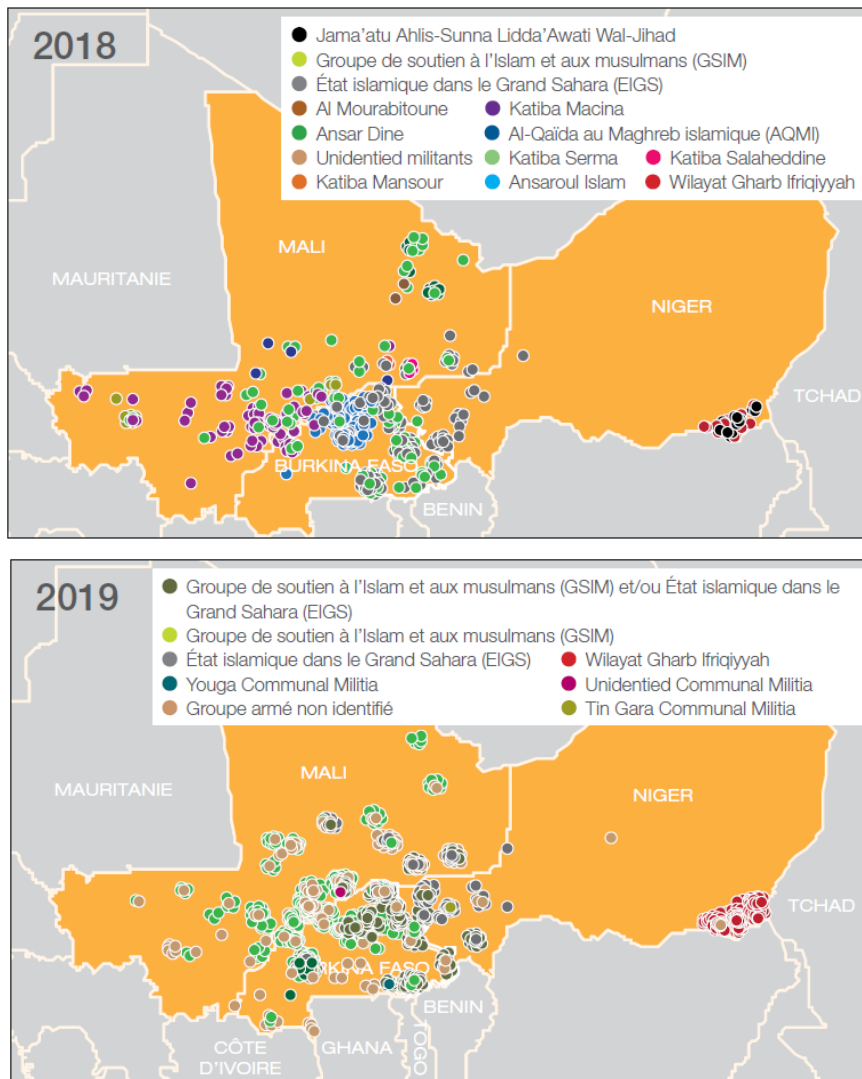 2018
Jama'atu Ahlis-Sunna Lidda'Awati Wal-Jihad
Groupe de soutien à l'Islam et aux musulmans (GSIM)
État islamique dans le Grand Sahara (EIGS)
Al Mourabitoune Katiba Macina
Ansar Dine Al-Qaïda au Maghreb islamique (AQMI)
Unidentied militants Katiba Serma Katiba Salaheddine
Katiba Mansour Ansaroul Islam Wilayat Gharb Ifriqiyyah
MALI
MAURITANIE
NIGER
TCHAD
BURKINA FASO
BENIN
2019
Groupe de soutien à l'Islam et aux musulmans (GSIM) et/ou État islamique dans le
Grand Sahara (EIGS)
Groupe de soutien à l'Islam et aux musulmans (GSIM)
État islamique dans le Grand Sahara (EIGS) Wilayat Gharb Ifriqiyyah
Youga Communal Militia Unidentied Communal Militia
Groupe armé non identifié Tin Gara Communal Militia
MALI
MAURITANIE
NIGER
TCHAD
BURKINA FASO
BENIN
CÔTE
D'IVOIRE
GHANA
TOGO